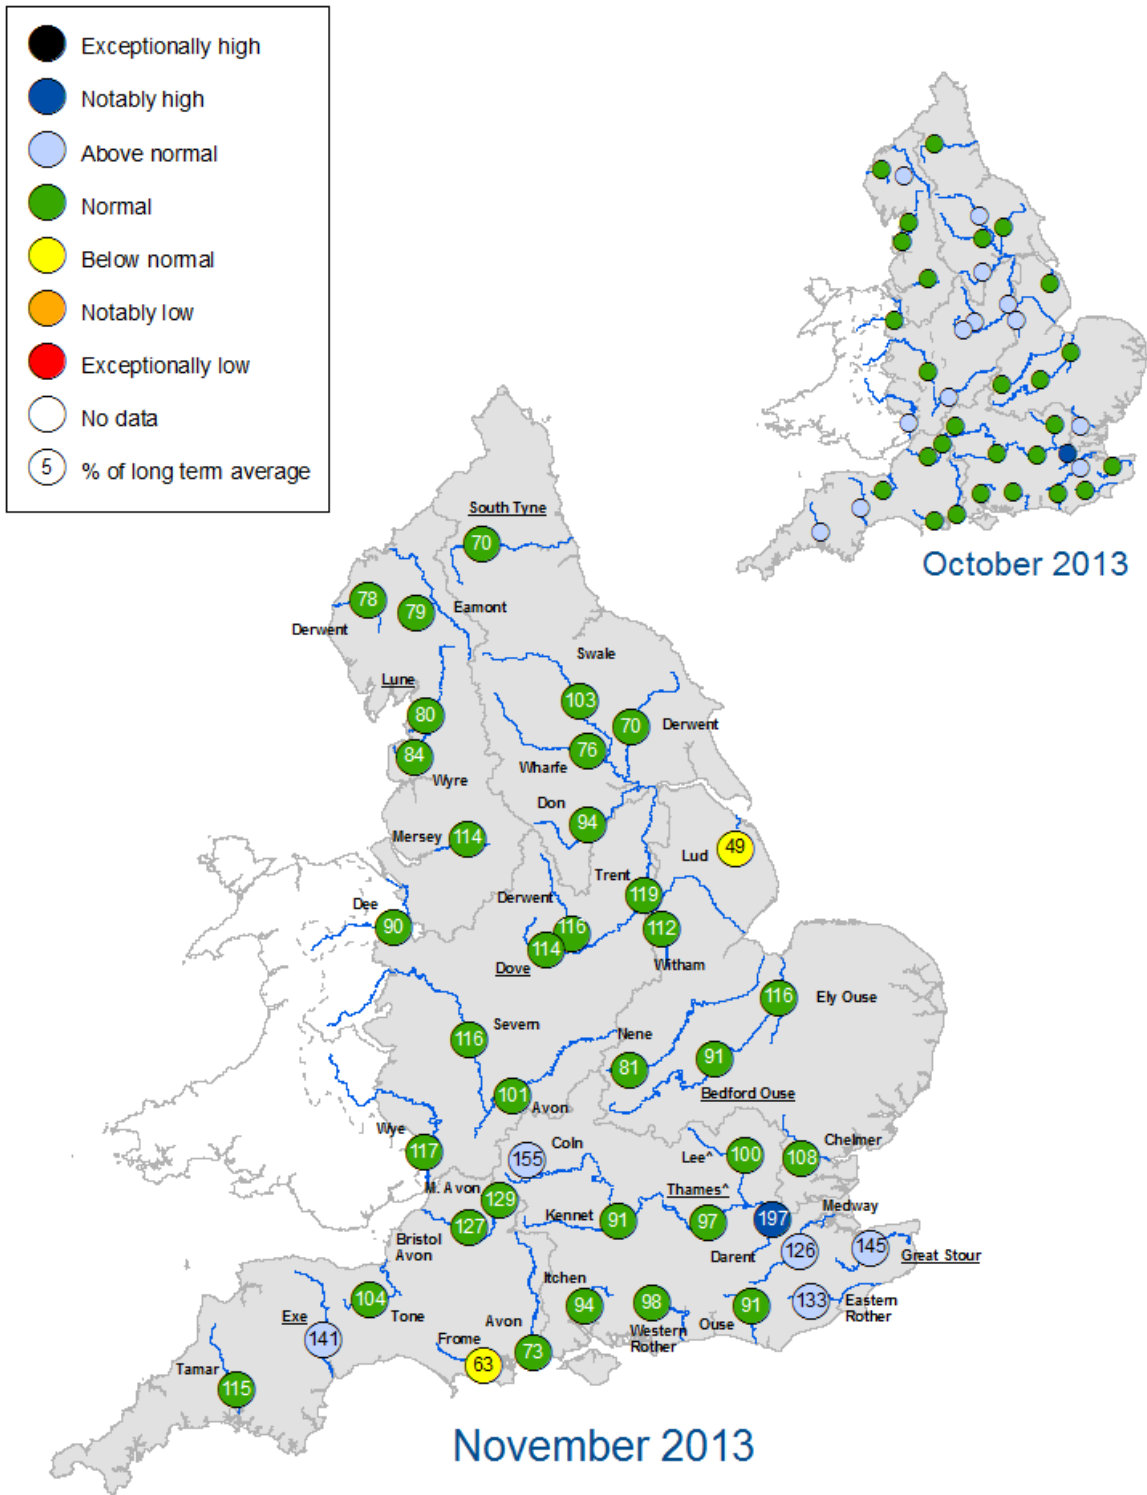 Exceptionally high
Notably high
Above normal
Normal
Below normal
Notably low
Exceptionally low
No data
5 % of long term average
October 2013
South Tyne
70
78
79
Eamont
Derwent
Swale
Lune
103
80
70
Derwent
84
76
Wharfe
Wyre
Don
94
Mersey
114
49
Lud
Trent
119
Derwent
Dee
90
116
112
114
Dove
Witham
116
Ely Ouse
Severn
116
Nene
91
81
Bedford Ouse
101
Avon
Wye
117
Coln
155
Lee^
100
108
Chelmer
M. Avon
129
Thames^
Medway
127
Kennet
91
97
197
Bristol
Avon
Darent
126
145
Great Stour
Itchen
104
Tone
94
98
91
133
Eastern
Rother
Exe
141
Avon
Western
Rother
Ouse
Frome
73
63
Tamar
115
November 2013